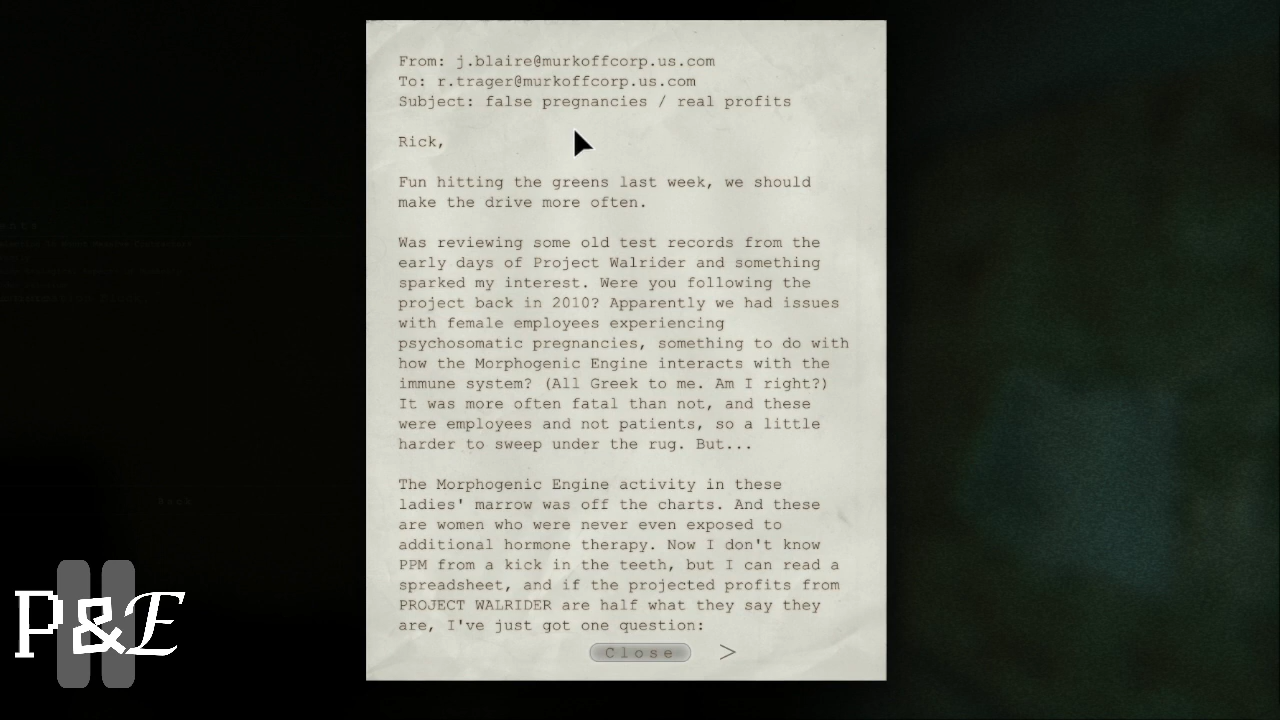 From: j.blaire@murkoffcorp.us.com
To: r.trager@murkoffcorp.us.com
Subject: false pregnancies / real profits
Rick,
Fun hitting the greens last week, we should
make the drive more often.
Was reviewing some old test records from the
early days of Project Walrider and something
sparked my interest. Were you following the
project back in 2010? Apparently we had issues
with female employees experiencing
psychosomatic pregnancies, something to do with
how the Morphogenic Engine interacts with the
immune system? (All Greek to me. Am I right?)
It was more often fatal than not, and these
were employees and not patients, so a little
harder to sweep under the rug. But...
The Morphogenic Engine activity in these
ladies' marrow was off the charts. And these
are women who were never even exposed to
additional hormone therapy. Now I don't know
PPM from a kick in the teeth, but I can read a
spreadsheet, and if the projected profits from
PROJECT WALRIDER are half what they say they
are, I've just got one question:
Close >
P&E